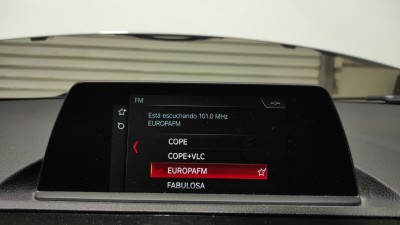 FM
Está escuchando 101.0 MHz
EUROPAFM
COPE
COPE+VLC
EUROPAFM
FABULOSA